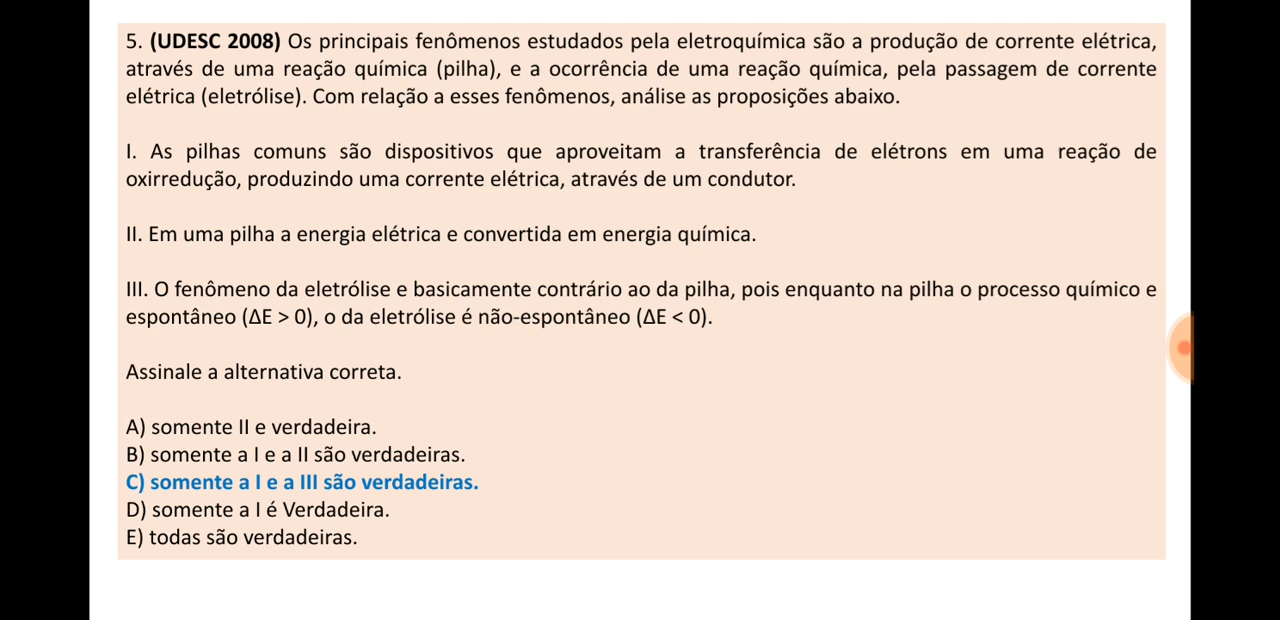 5. (UDESC 2008) Os principais fenômenos estudados pela eletroquímica são a produção de corrente elétrica,
através de uma reação química (pilha), e a ocorrência de uma reação química, pela passagem de corrente
elétrica (eletrólise). Com relação a esses fenômenos, análise as proposições abaixo.
I. As pilhas comuns são dispositivos que aproveitam a transferência de elétrons em uma reação de
oxirredução, produzindo uma corrente elétrica, através de um condutor.
II. Em uma pilha a energia elétrica e convertida em energia química.
III. O fenômeno da eletrólise e basicamente contrário ao da pilha, pois enquanto na pilha o processo químico e
espontâneo (ΔE > 0), o da eletrólise é não-espontâneo (ΔE < 0).
Assinale a alternativa correta.
A) somente II e verdadeira.
B) somente a I e a II são verdadeiras.
C) somente a I e a III são verdadeiras.
D) somente a I é Verdadeira.
E) todas são verdadeiras.